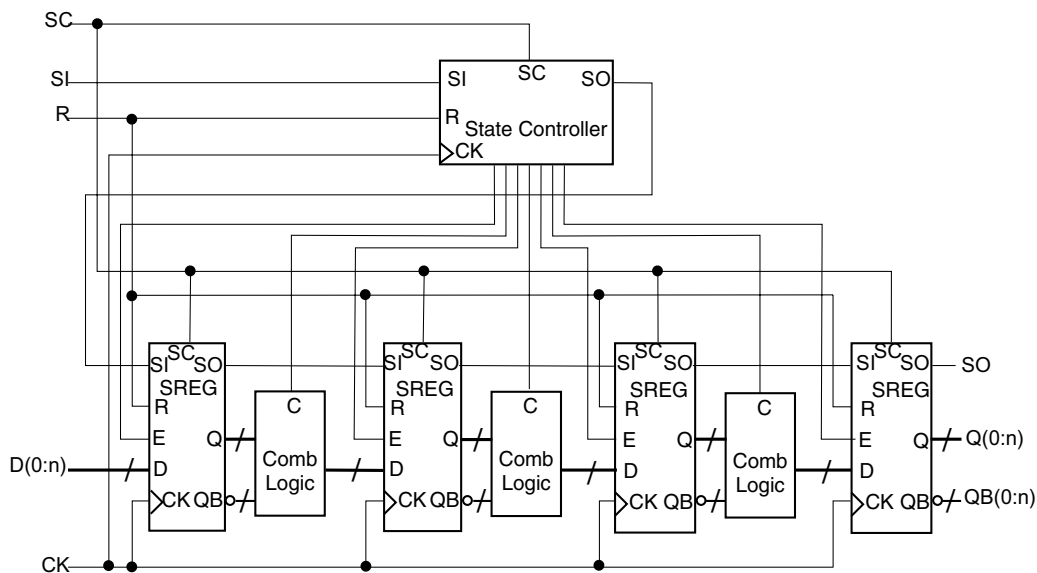 SC
SI
R
SI SC SO
R
State Controller
CK
SI SC SO
SREG
R
E Q
D
CK QB
C
Comb
Logic
SI SC SO
SREG
R
E Q
D
CK QB
C
Comb
Logic
SI SC SO
SREG
R
E Q
D
CK QB
C
Comb
Logic
SI SC SO
SREG
R
E Q
D
CK QB
SO
Q(0:n)
QB(0:n)
D(0:n)
CK